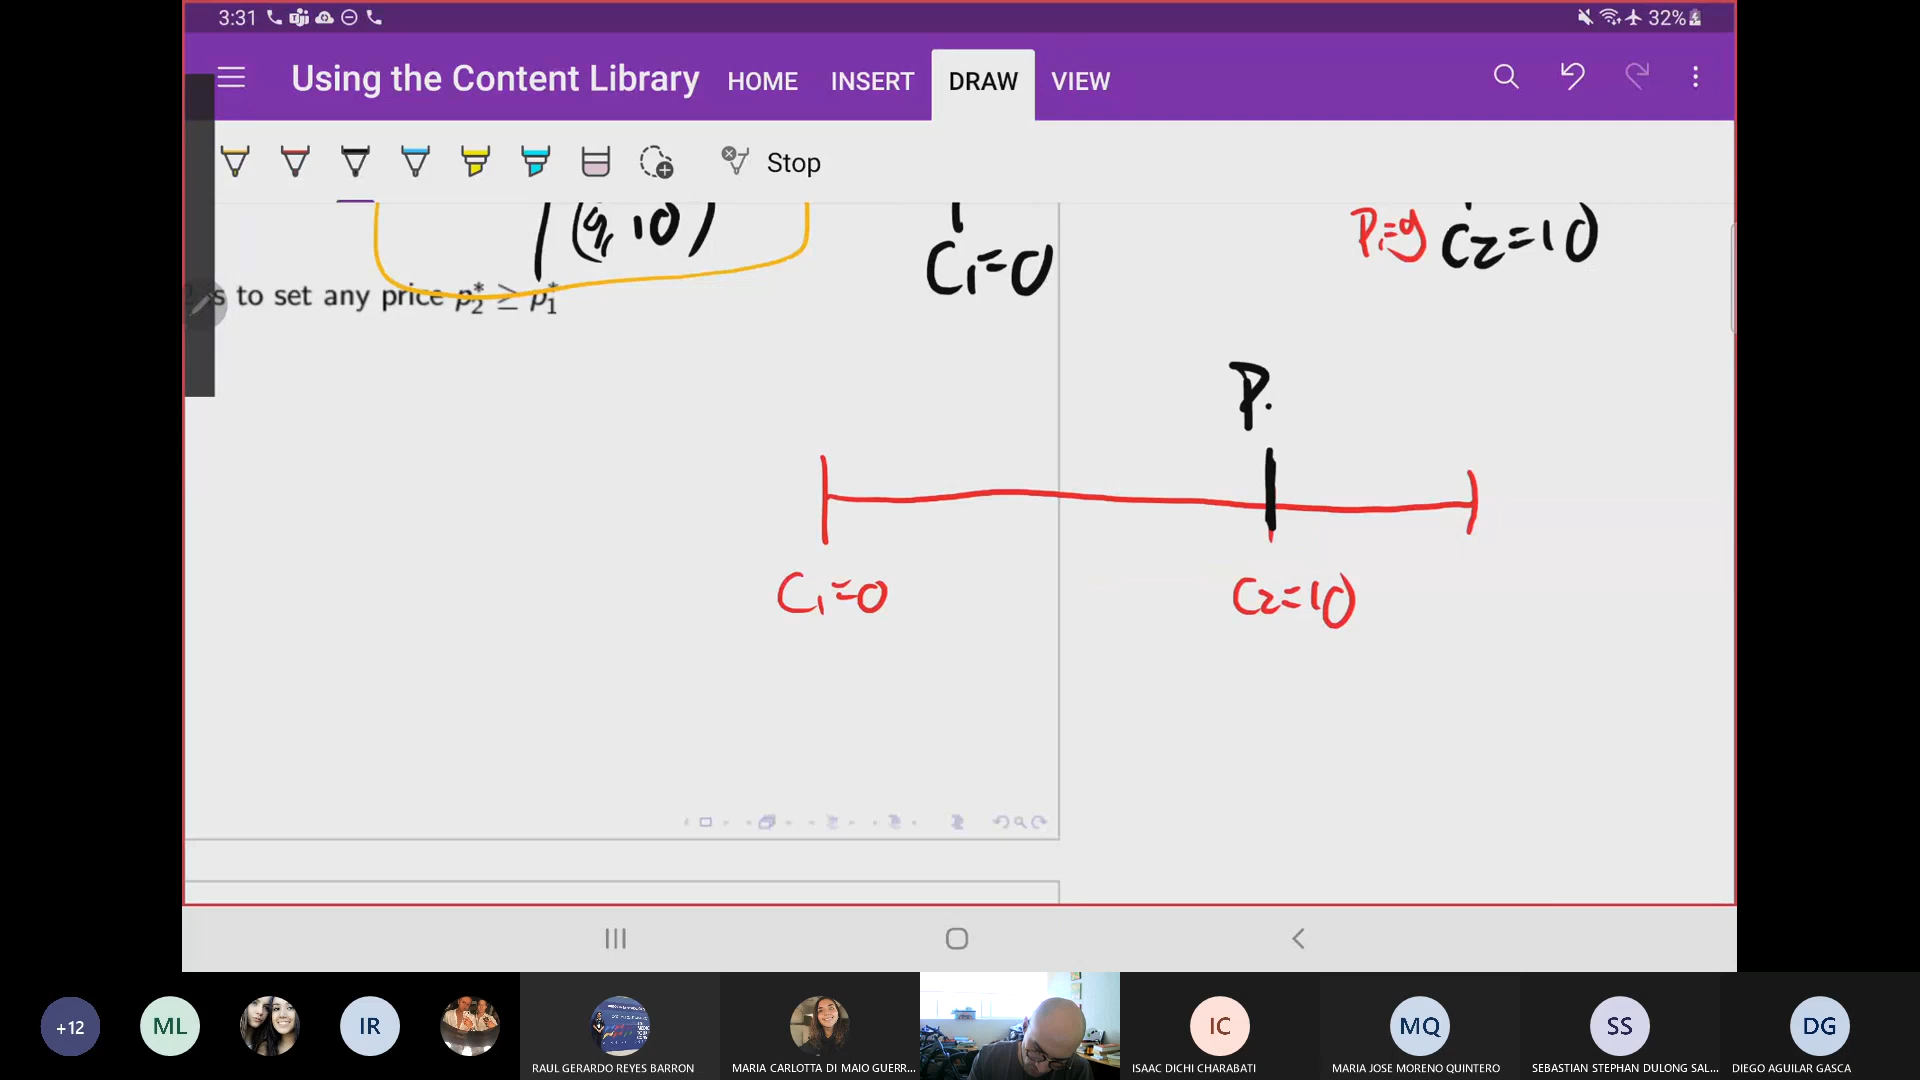 3:31
32%
Using the Content Library
HOME
INSERT
DRAW
VIEW
Stop
(9, 10)
C1=0
P1=9
C2=10
s to set any price p₂* ≥ p₁*
P.
C1=0
C2=10
+12
ML
IR
IC
MQ
SS
DG
RAUL GERARDO REYES BARRON
MARIA CARLOTTA DI MAIO GUERR...
ISAAC DICHI CHARABATI
MARIA JOSE MORENO QUINTERO
SEBASTIAN STEPHAN DULONG SAL...
DIEGO AGUILAR GASCA